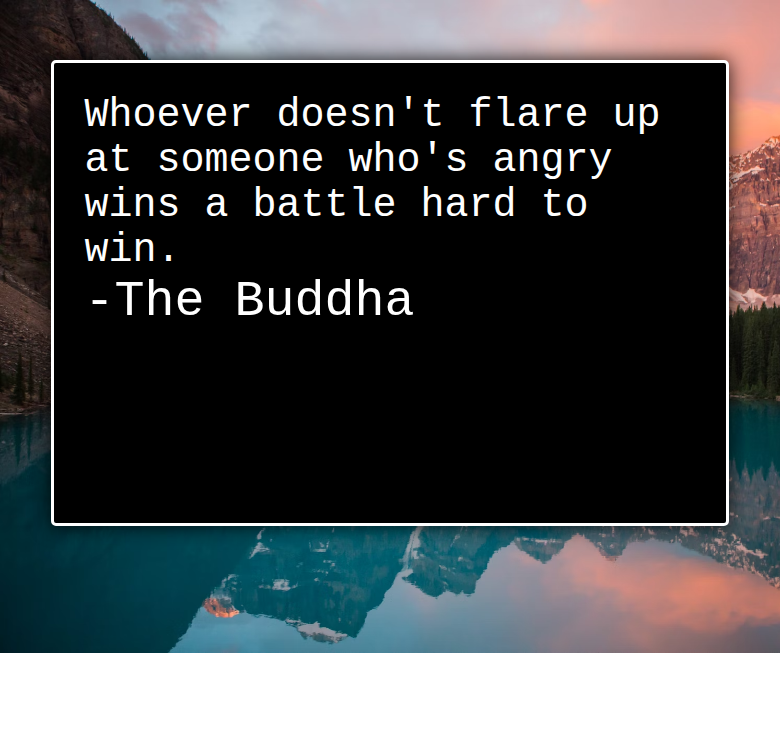 Whoever doesn't flare up
at someone who's angry
wins a battle hard to
win.
-The Buddha